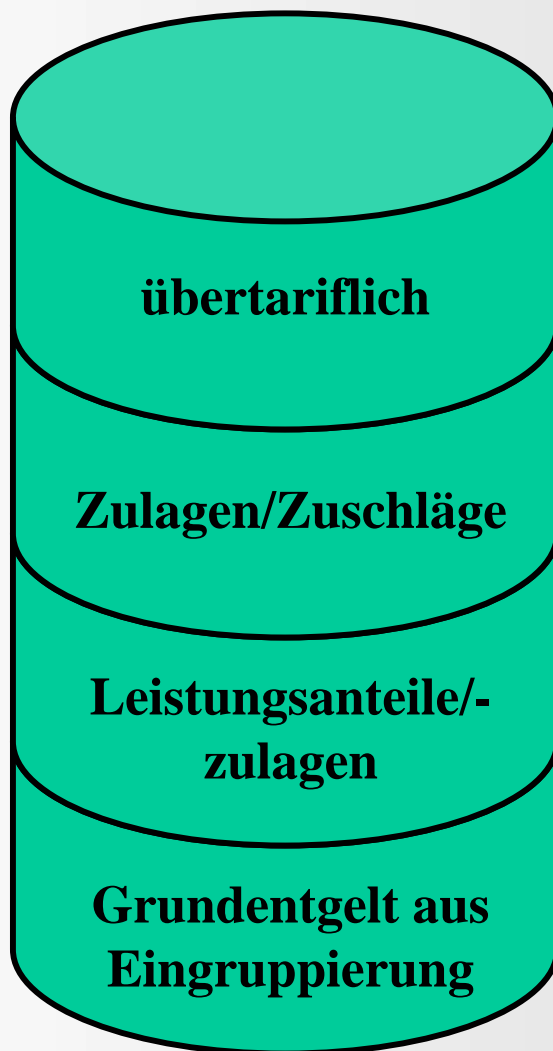 übertariflich
Zulagen/Zuschläge
Leistungsanteile/-
zulagen
Grundentgelt aus
Eingruppierung